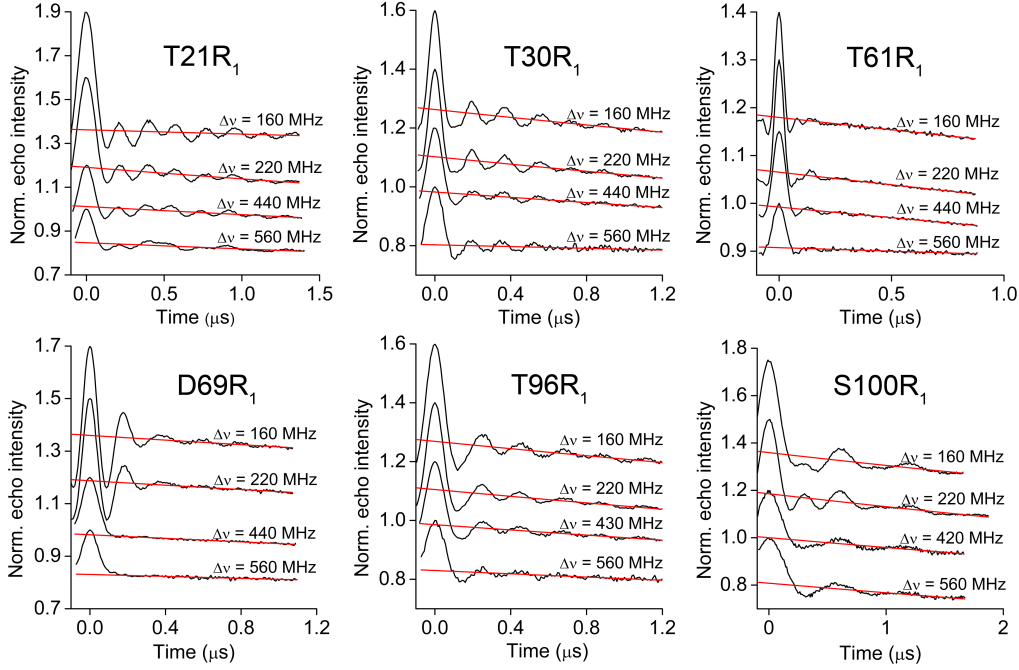 T21R1
Norm. echo intensity
1.9
1.7
1.5
1.3
1.1
0.9
0.7
Δν = 160 MHz
Δν = 220 MHz
Δν = 440 MHz
Δν = 560 MHz
0.0 0.5 1.0 1.5
Time (μs)
T30R1
Norm. echo intensity
1.6
1.4
1.2
1.0
0.8
Δν = 160 MHz
Δν = 220 MHz
Δν = 440 MHz
Δν = 560 MHz
0.0 0.4 0.8 1.2
Time (μs)
T61R1
Norm. echo intensity
1.4
1.3
1.2
1.1
1.0
0.9
Δν = 160 MHz
Δν = 220 MHz
Δν = 440 MHz
Δν = 560 MHz
0.0 0.5 1.0
Time (μs)
D69R1
Norm. echo intensity
1.7
1.5
1.3
1.1
0.9
0.7
Δν = 160 MHz
Δν = 220 MHz
Δν = 440 MHz
Δν = 560 MHz
0.0 0.4 0.8 1.2
Time (μs)
T96R1
Norm. echo intensity
1.6
1.4
1.2
1.0
0.8
Δν = 160 MHz
Δν = 220 MHz
Δν = 430 MHz
Δν = 560 MHz
0.0 0.4 0.8 1.2
Time (μs)
S100R1
Norm. echo intensity
1.8
1.6
1.4
1.2
1.0
0.8
Δν = 160 MHz
Δν = 220 MHz
Δν = 420 MHz
Δν = 560 MHz
0 1 2
Time (μs)